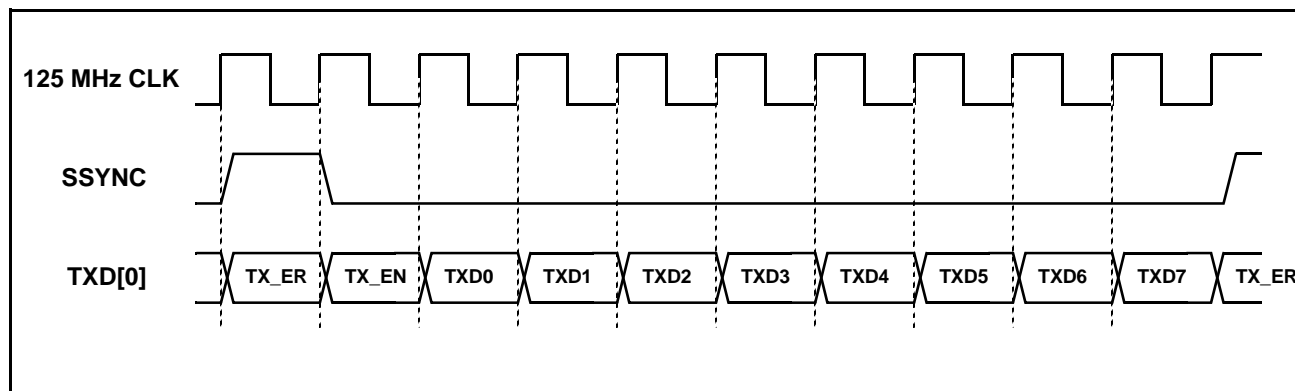 125 MHz CLK
SSYNC
TXD[0] TX_ER TX_EN TXD0 TXD1 TXD2 TXD3 TXD4 TXD5 TXD6 TXD7 TX_ER